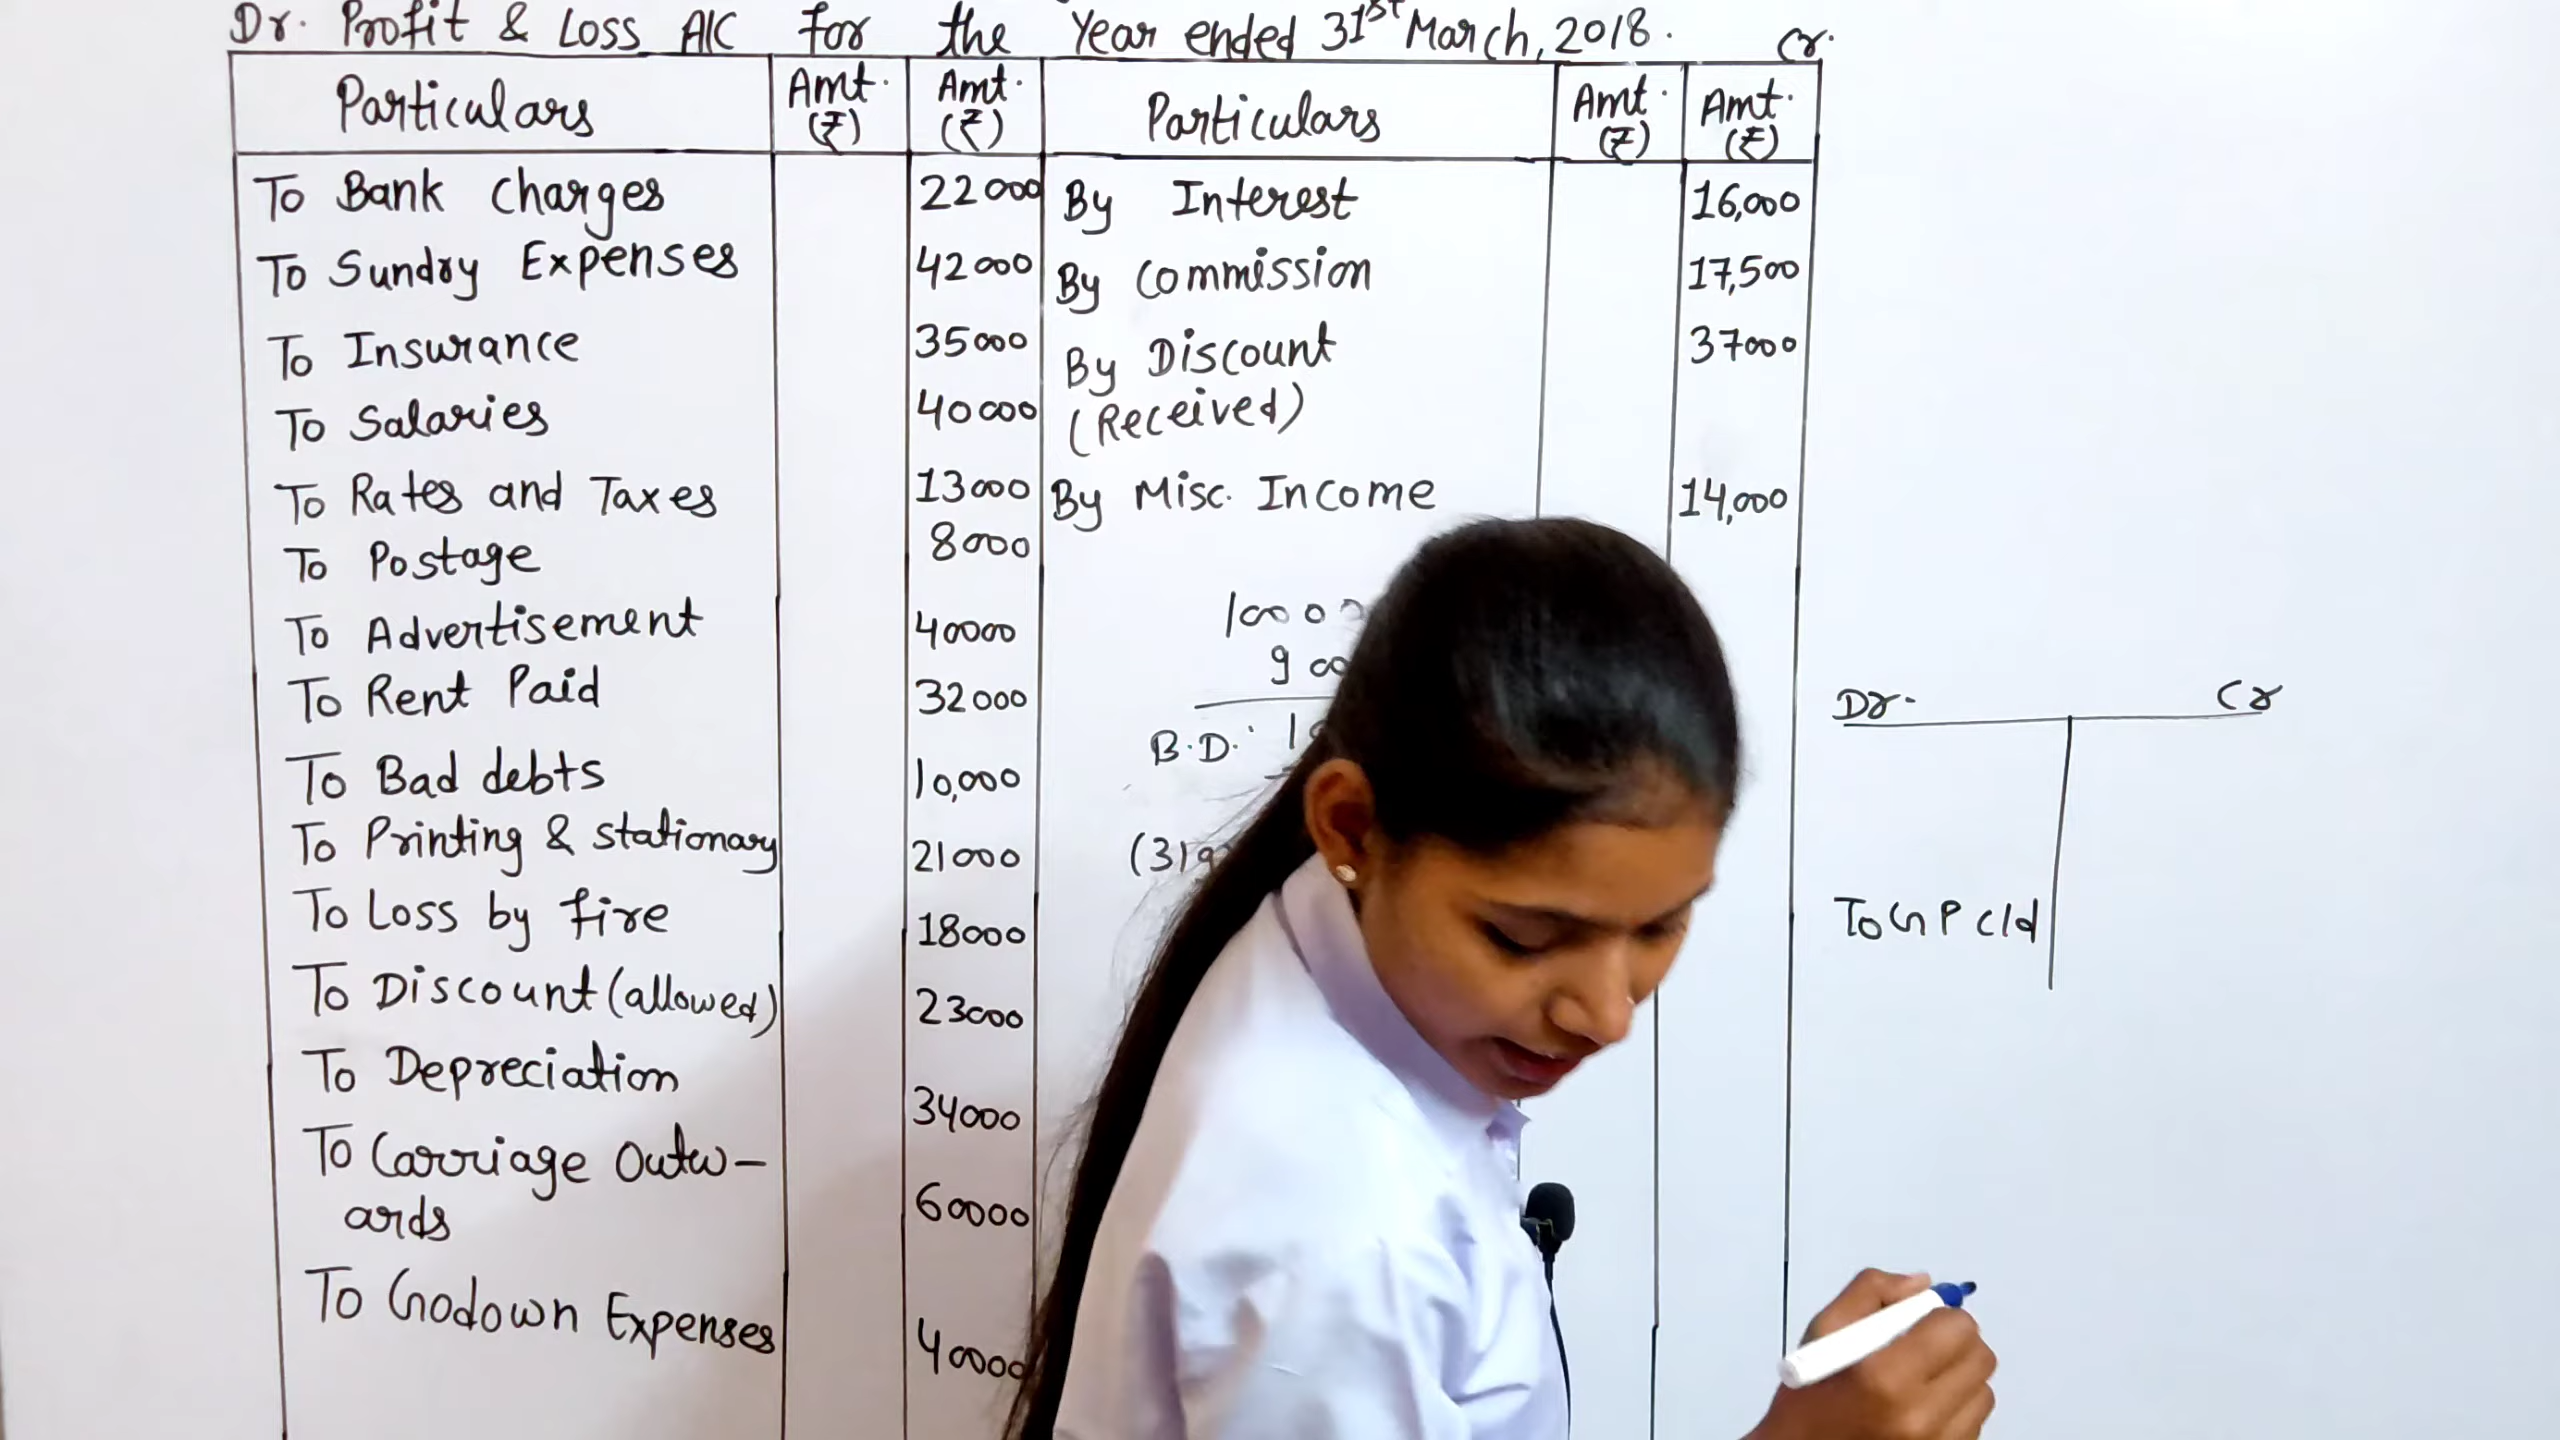 Dr. Profit & Loss A/C for the Year ended 31st March, 2018. Cr.
Particulars Amt. (₹) Amt. (₹) Particulars Amt. (₹) Amt. (₹)
To Bank Charges 22000 By Interest 16,000
To Sundry Expenses 42000 By Commission 17,500
To Insurance 35000 By Discount 37000
To Salaries 40000 (Received)
To Rates and Taxes 13000 By Misc. Income 14,000
To Postage 8000
To Advertisement 40000
To Rent Paid 32000
B.D.
To Bad debts 10,000
To Printing & Stationary 21000
To Loss by fire 18000
To Discount (allowed) 23000
To Depreciation 34000
To Carriage Outw-
ards 60000
To Godown Expenses 40000
Dr. Cr
To GP c/d